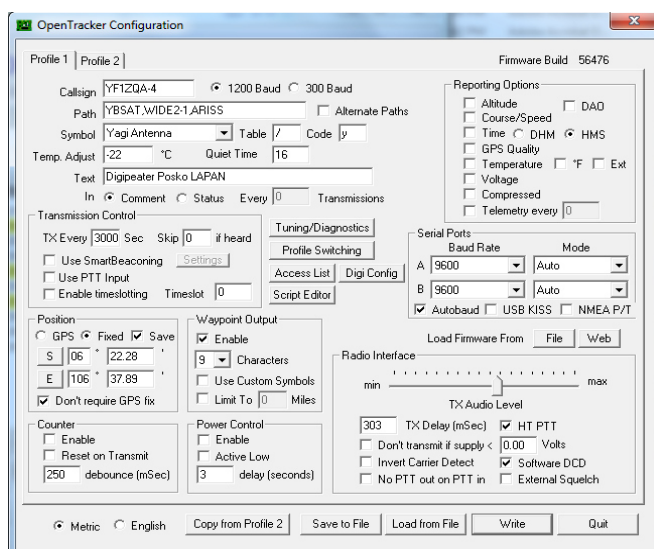 OpenTracker Configuration
Profile 1 Profile 2 Firmware Build 56476
Callsign YF1ZQA-4 1200 Baud 300 Baud
Path YBSAT,WIDE2-1,ARISS Alternate Paths
Symbol Yagi Antenna Table / Code y
Temp. Adjust -22 °C Quiet Time 16
Text Digipeater Posko LAPAN
In Comment Status Every 0 Transmissions
Reporting Options
Altitude DAO
Course/Speed
Time DHM HMS
GPS Quality
Temperature °F Ext
Voltage
Compressed
Telemetry every 0
Transmission Control
TX Every 3000 Sec Skip 0 if heard
Use SmartBeaconing Settings
Use PTT Input
Enable timeslotting Timeslot 0
Tuning/Diagnostics
Profile Switching
Access List Digi Config
Script Editor
Serial Ports
Baud Rate Mode
A 9600 Auto
B 9600 Auto
Autobaud USB KISS NMEA P/T
Position
GPS Fixed Save
S 06 ° 22.28 '
E 106 ° 37.89 '
Don't require GPS fix
Waypoint Output
Enable
9 Characters
Use Custom Symbols
Limit To 0 Miles
Load Firmware From File Web
Radio Interface
min max
TX Audio Level
303 TX Delay (mSec) HT PTT
Don't transmit if supply < 0.00 Volts
Invert Carrier Detect Software DCD
No PTT out on PTT in External Squelch
Counter
Enable
Reset on Transmit
250 debounce (mSec)
Power Control
Enable
Active Low
3 delay (seconds)
Metric English Copy from Profile 2 Save to File Load from File Write Quit